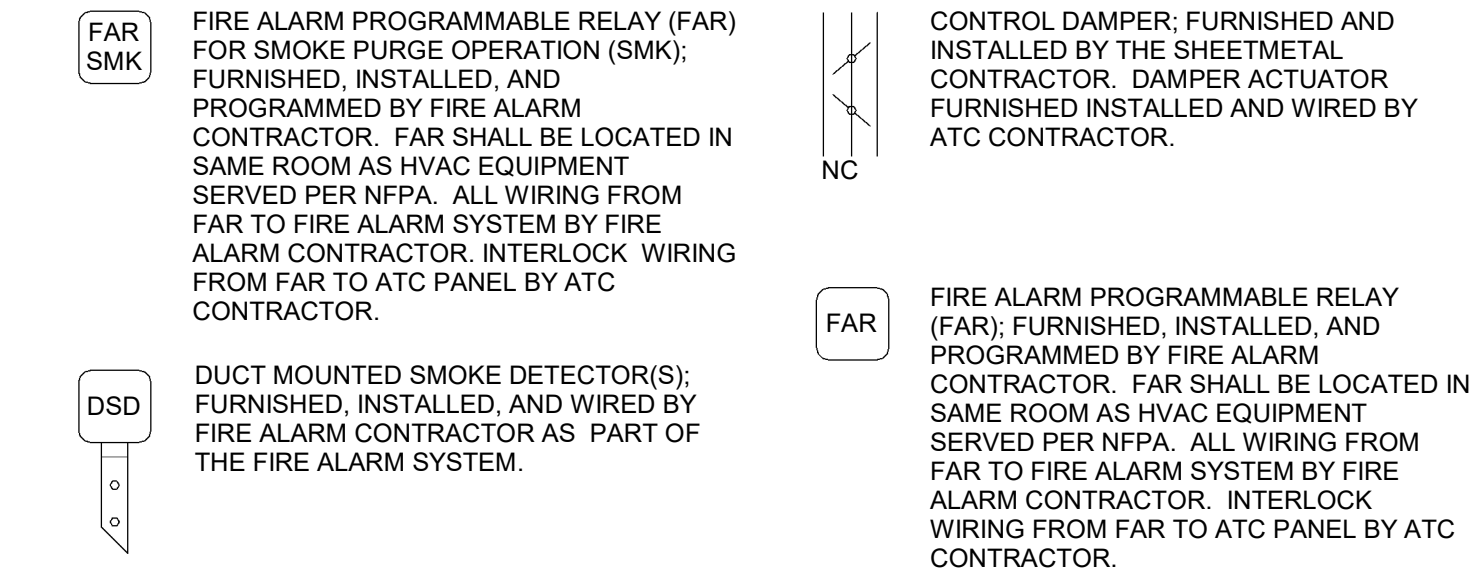 FAR
SMK
FIRE ALARM PROGRAMMABLE RELAY (FAR)
FOR SMOKE PURGE OPERATION (SMK);
FURNISHED, INSTALLED, AND
PROGRAMMED BY FIRE ALARM
CONTRACTOR. FAR SHALL BE LOCATED IN
SAME ROOM AS HVAC EQUIPMENT
SERVED PER NFPA. ALL WIRING FROM
FAR TO FIRE ALARM SYSTEM BY FIRE
ALARM CONTRACTOR. INTERLOCK WIRING
FROM FAR TO ATC PANEL BY ATC
CONTRACTOR.
DSD
DUCT MOUNTED SMOKE DETECTOR(S);
FURNISHED, INSTALLED, AND WIRED BY
FIRE ALARM CONTRACTOR AS PART OF
THE FIRE ALARM SYSTEM.
NC
CONTROL DAMPER; FURNISHED AND
INSTALLED BY THE SHEETMETAL
CONTRACTOR. DAMPER ACTUATOR
FURNISHED INSTALLED AND WIRED BY
ATC CONTRACTOR.
FAR
FIRE ALARM PROGRAMMABLE RELAY
(FAR); FURNISHED, INSTALLED, AND
PROGRAMMED BY FIRE ALARM
CONTRACTOR. FAR SHALL BE LOCATED IN
SAME ROOM AS HVAC EQUIPMENT
SERVED PER NFPA. ALL WIRING FROM
FAR TO FIRE ALARM SYSTEM BY FIRE
ALARM CONTRACTOR. INTERLOCK
WIRING FROM FAR TO ATC PANEL BY ATC
CONTRACTOR.